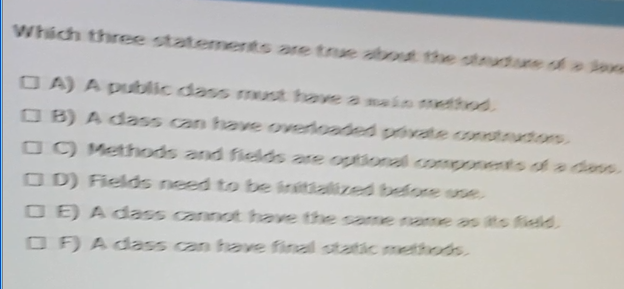 Which three statements are true about the structure of a Java
A) A public class must have a main method.
B) A class can have overloaded private constructors.
C) Methods and fields are optional components of a class.
D) Fields need to be initialized before use.
E) A class cannot have the same name as its field.
F) A class can have final static methods.